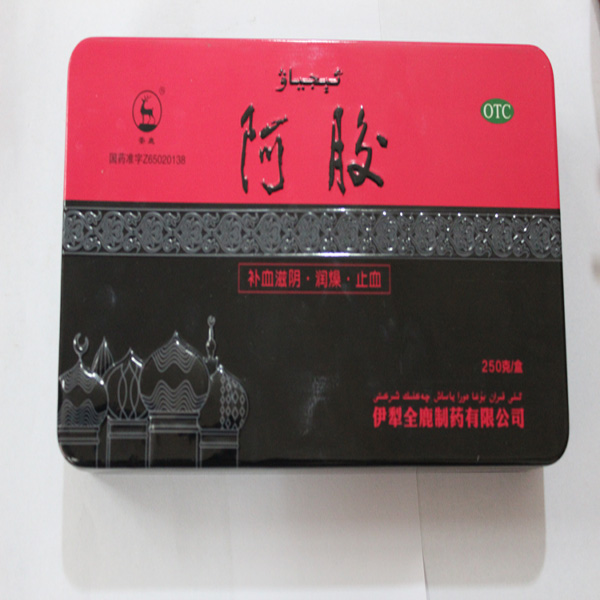 ئېجياۋ
OTC
阿胶
国药准字Z65020138
补血滋阴·润燥·止血
250克/盒
伊犁全鹿制药有限公司